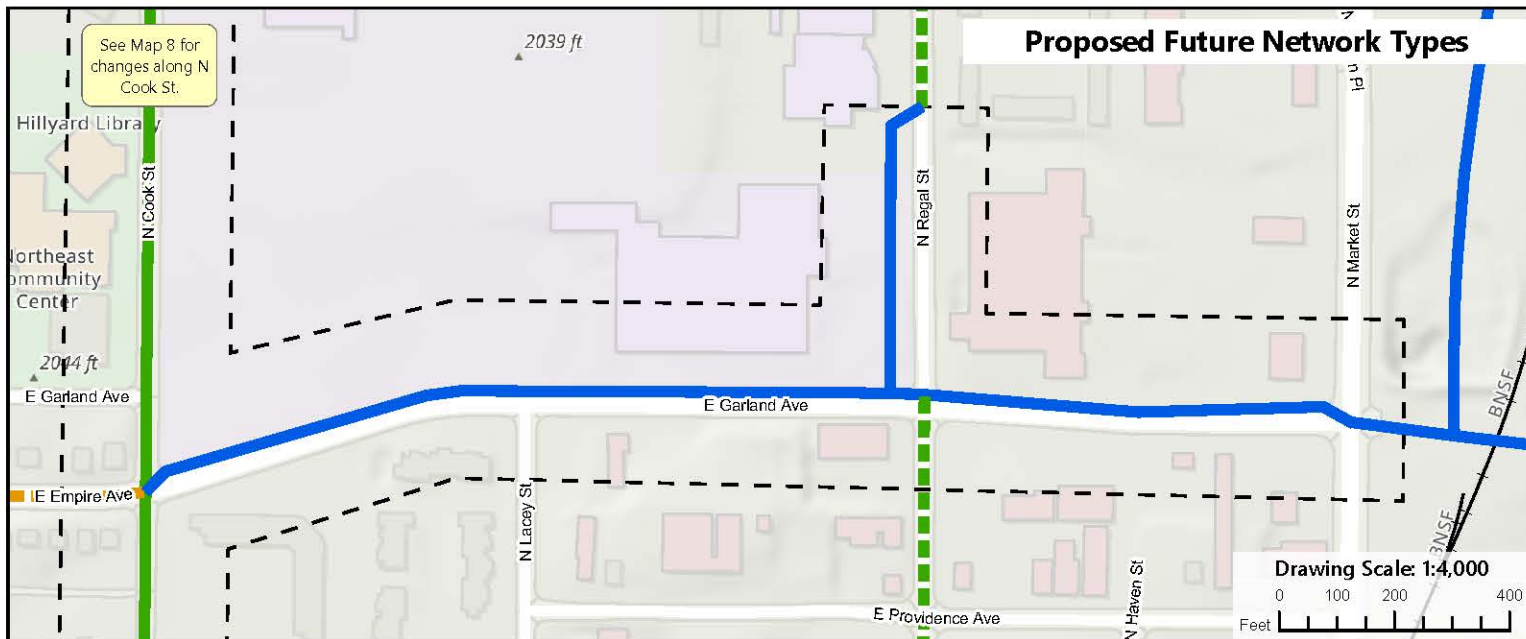 Proposed Future Network Types
See Map 8 for
changes along N
Cook St.
2039 ft
Hillyard Library
N Cook St
N Regal St
N Market St
Northeast
Community
Center
2044 ft
E Garland Ave
E Garland Ave
E Empire Ave
N Lacey St
BNSF
BNSF
N Haven St
E Providence Ave
Drawing Scale: 1:4,000
0 100 200 400
Feet